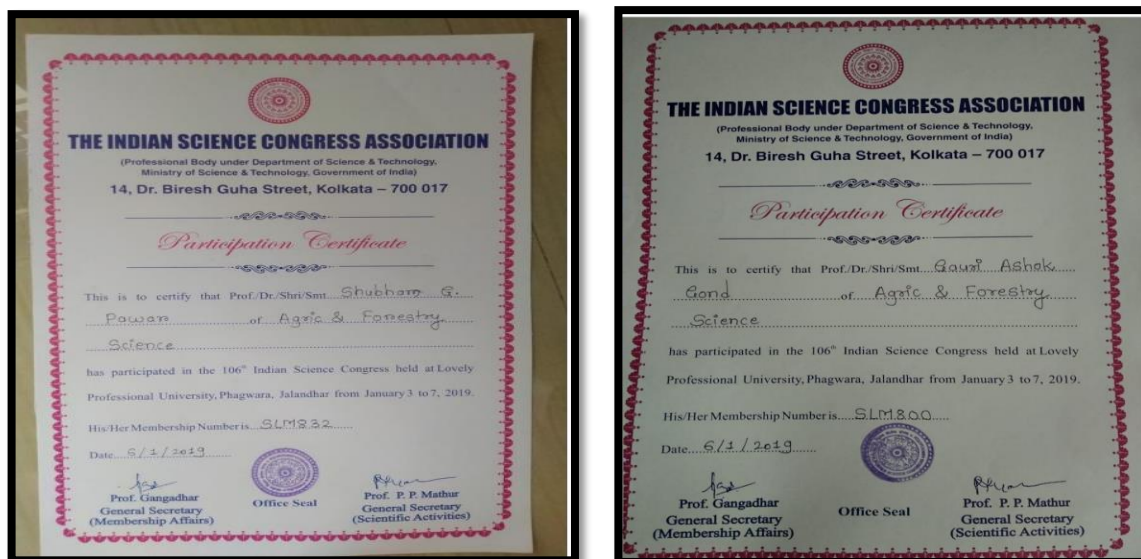 THE INDIAN SCIENCE CONGRESS ASSOCIATION
(Professional Body under Department of Science & Technology,
Ministry of Science & Technology, Government of India)
14, Dr. Biresh Guha Street, Kolkata – 700 017
Participation Certificate
This is to certify that Prof./Dr./Shri/Smt. Shubham G.
Pawar of Agric & Forestry
Science
has participated in the 106th Indian Science Congress held at Lovely
Professional University, Phagwara, Jalandhar from January 3 to 7, 2019.
His/Her Membership Number is SLM832
Date 6/1/2019
Prof. Gangadhar
General Secretary
(Membership Affairs)
Office Seal
Prof. P. P. Mathur
General Secretary
(Scientific Activities)
THE INDIAN SCIENCE CONGRESS ASSOCIATION
(Professional Body under Department of Science & Technology,
Ministry of Science & Technology, Government of India)
14, Dr. Biresh Guha Street, Kolkata – 700 017
Participation Certificate
This is to certify that Prof./Dr./Shri/Smt. Gauri Ashok
Gond of Agric & Forestry
Science
has participated in the 106th Indian Science Congress held at Lovely
Professional University, Phagwara, Jalandhar from January 3 to 7, 2019.
His/Her Membership Number is SLM800
Date 6/1/2019
Prof. Gangadhar
General Secretary
(Membership Affairs)
Office Seal
Prof. P. P. Mathur
General Secretary
(Scientific Activities)